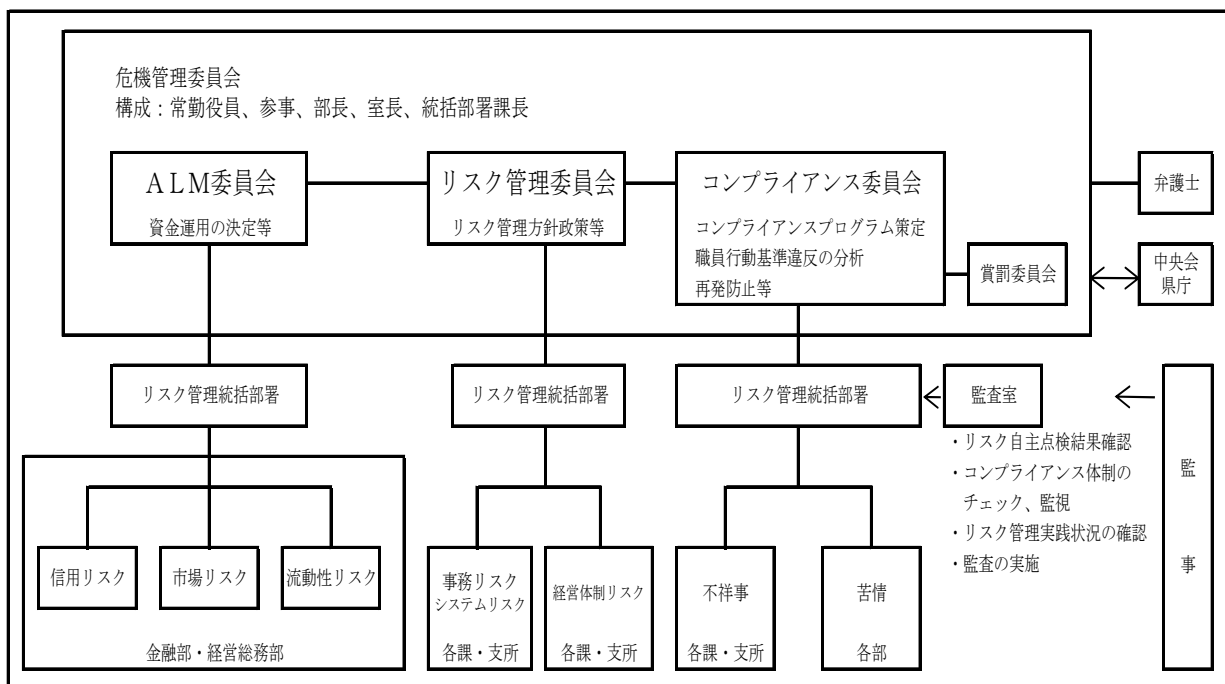 危機管理委員会
構成：常勤役員、参事、部長、室長、統括部署課長
ＡＬＭ委員会
資金運用の決定等
リスク管理委員会
リスク管理方針政策等
コンプライアンス委員会
コンプライアンスプログラム策定
職員行動基準違反の分析
再発防止等
賞罰委員会
弁護士
中央会
県庁
リスク管理統括部署
リスク管理統括部署
リスク管理統括部署
監査室
・リスク自主点検結果確認
・コンプライアンス体制の
チェック、監視
・リスク管理実践状況の確認
・監査の実施
監事
信用リスク
市場リスク
流動性リスク
金融部・経営総務部
事務リスク
システムリスク
各課・支所
経営体制リスク
各課・支所
不祥事
各課・支所
苦情
各部